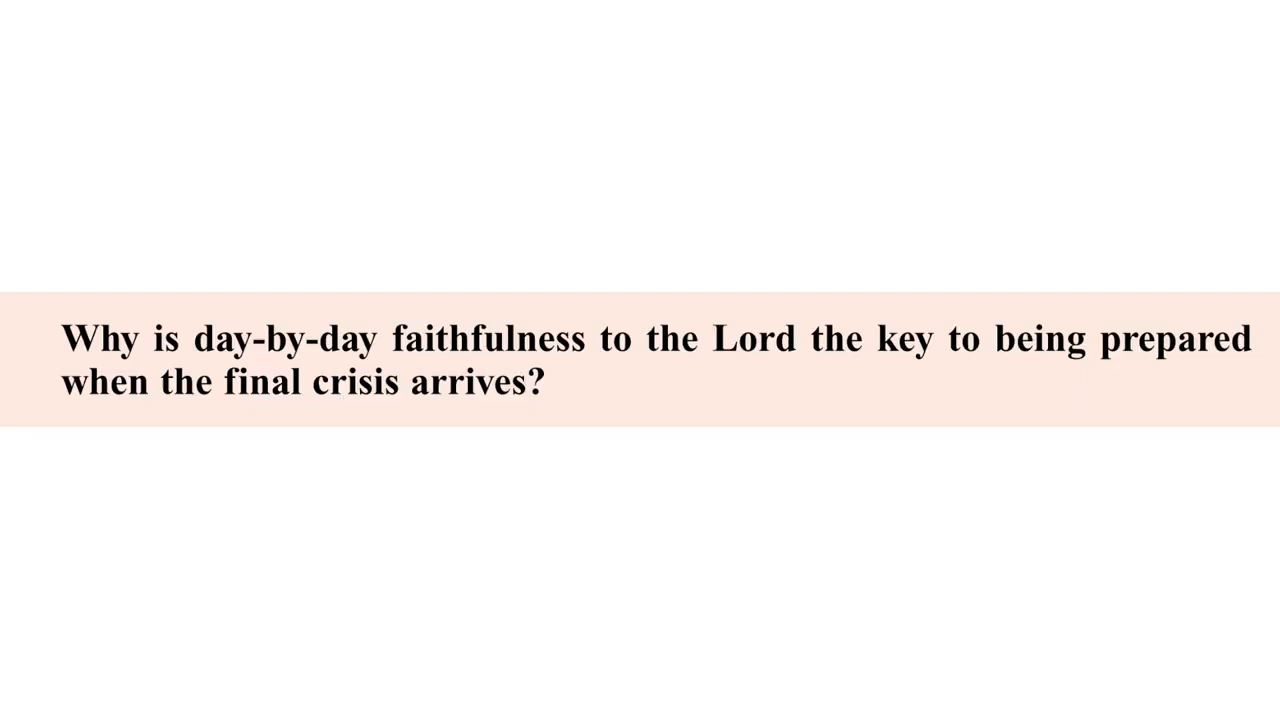 Why is day-by-day faithfulness to the Lord the key to being prepared
when the final crisis arrives?